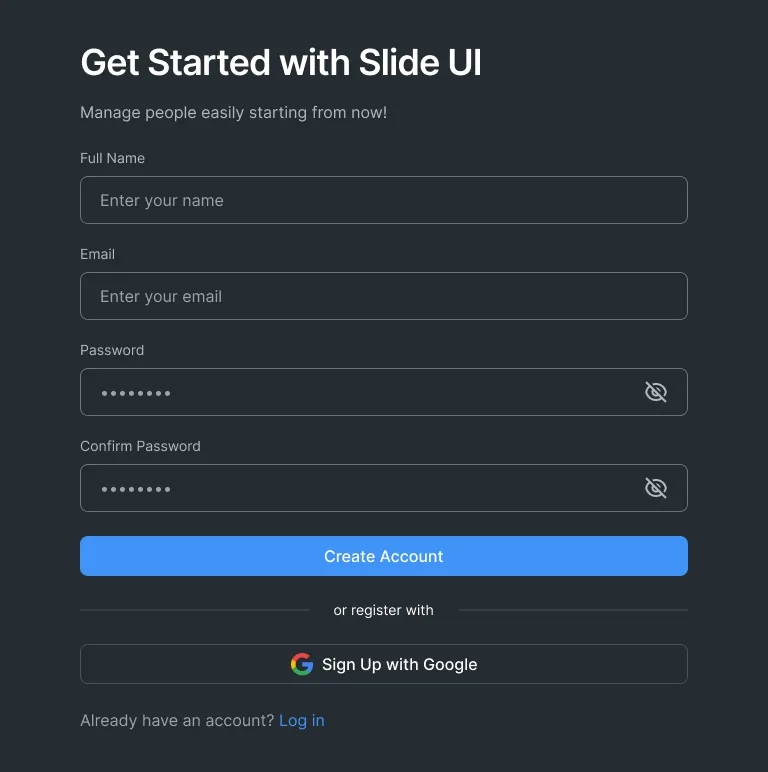 Get Started with Slide UI
Manage people easily starting from now!
Full Name
Enter your name
Email
Enter your email
Password
••••••••
Confirm Password
••••••••
Create Account
or register with
Sign Up with Google
Already have an account? Log in